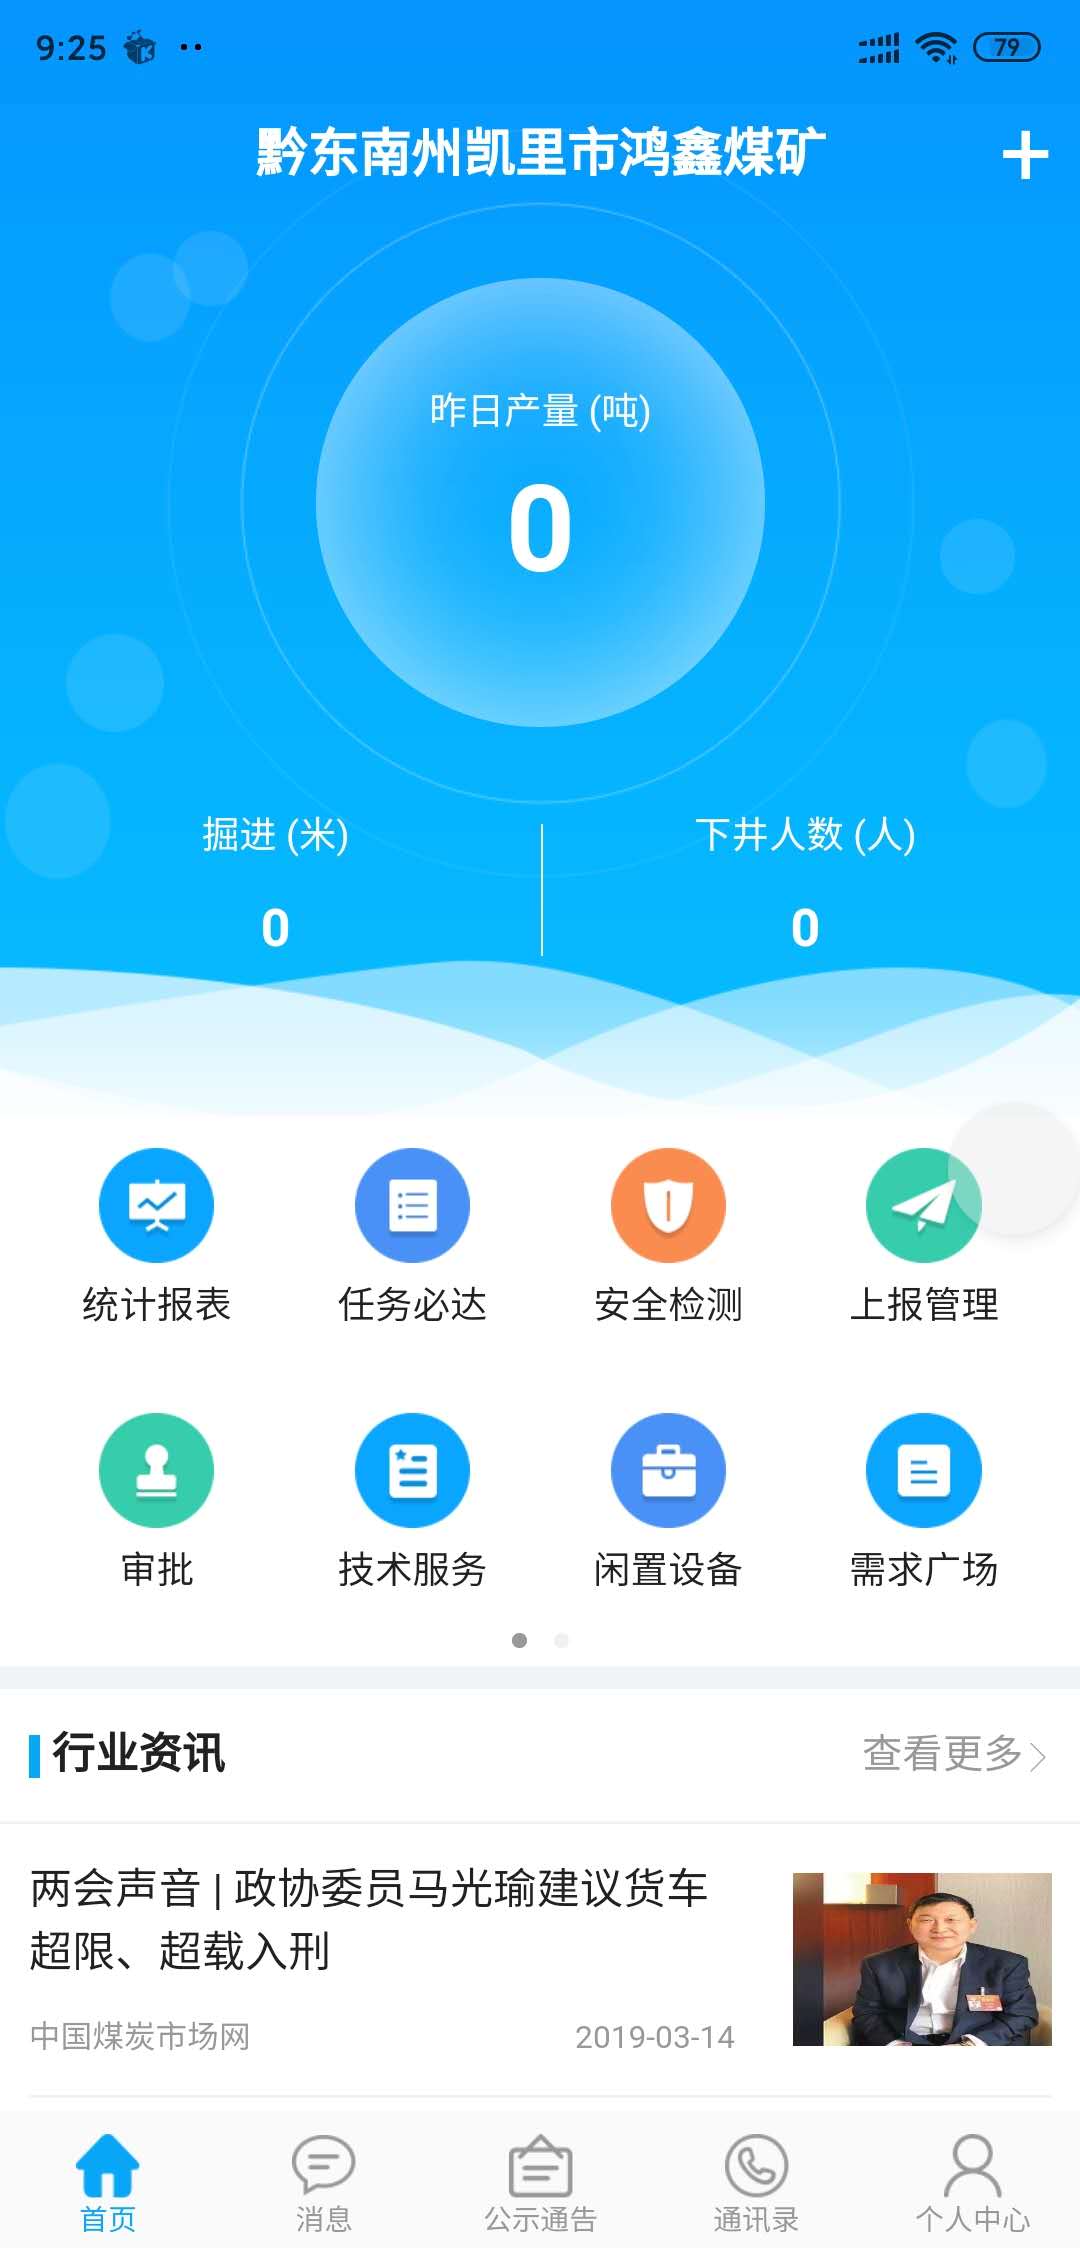 9:25
79
黔东南州凯里市鸿鑫煤矿
昨日产量 (吨)
0
掘进 (米)
下井人数 (人)
0
0
统计报表
任务必达
安全检测
上报管理
审批
技术服务
闲置设备
需求广场
行业资讯
查看更多
两会声音 | 政协委员马光瑜建议货车
超限、超载入刑
中国煤炭市场网
2019-03-14
首页
消息
公示通告
通讯录
个人中心